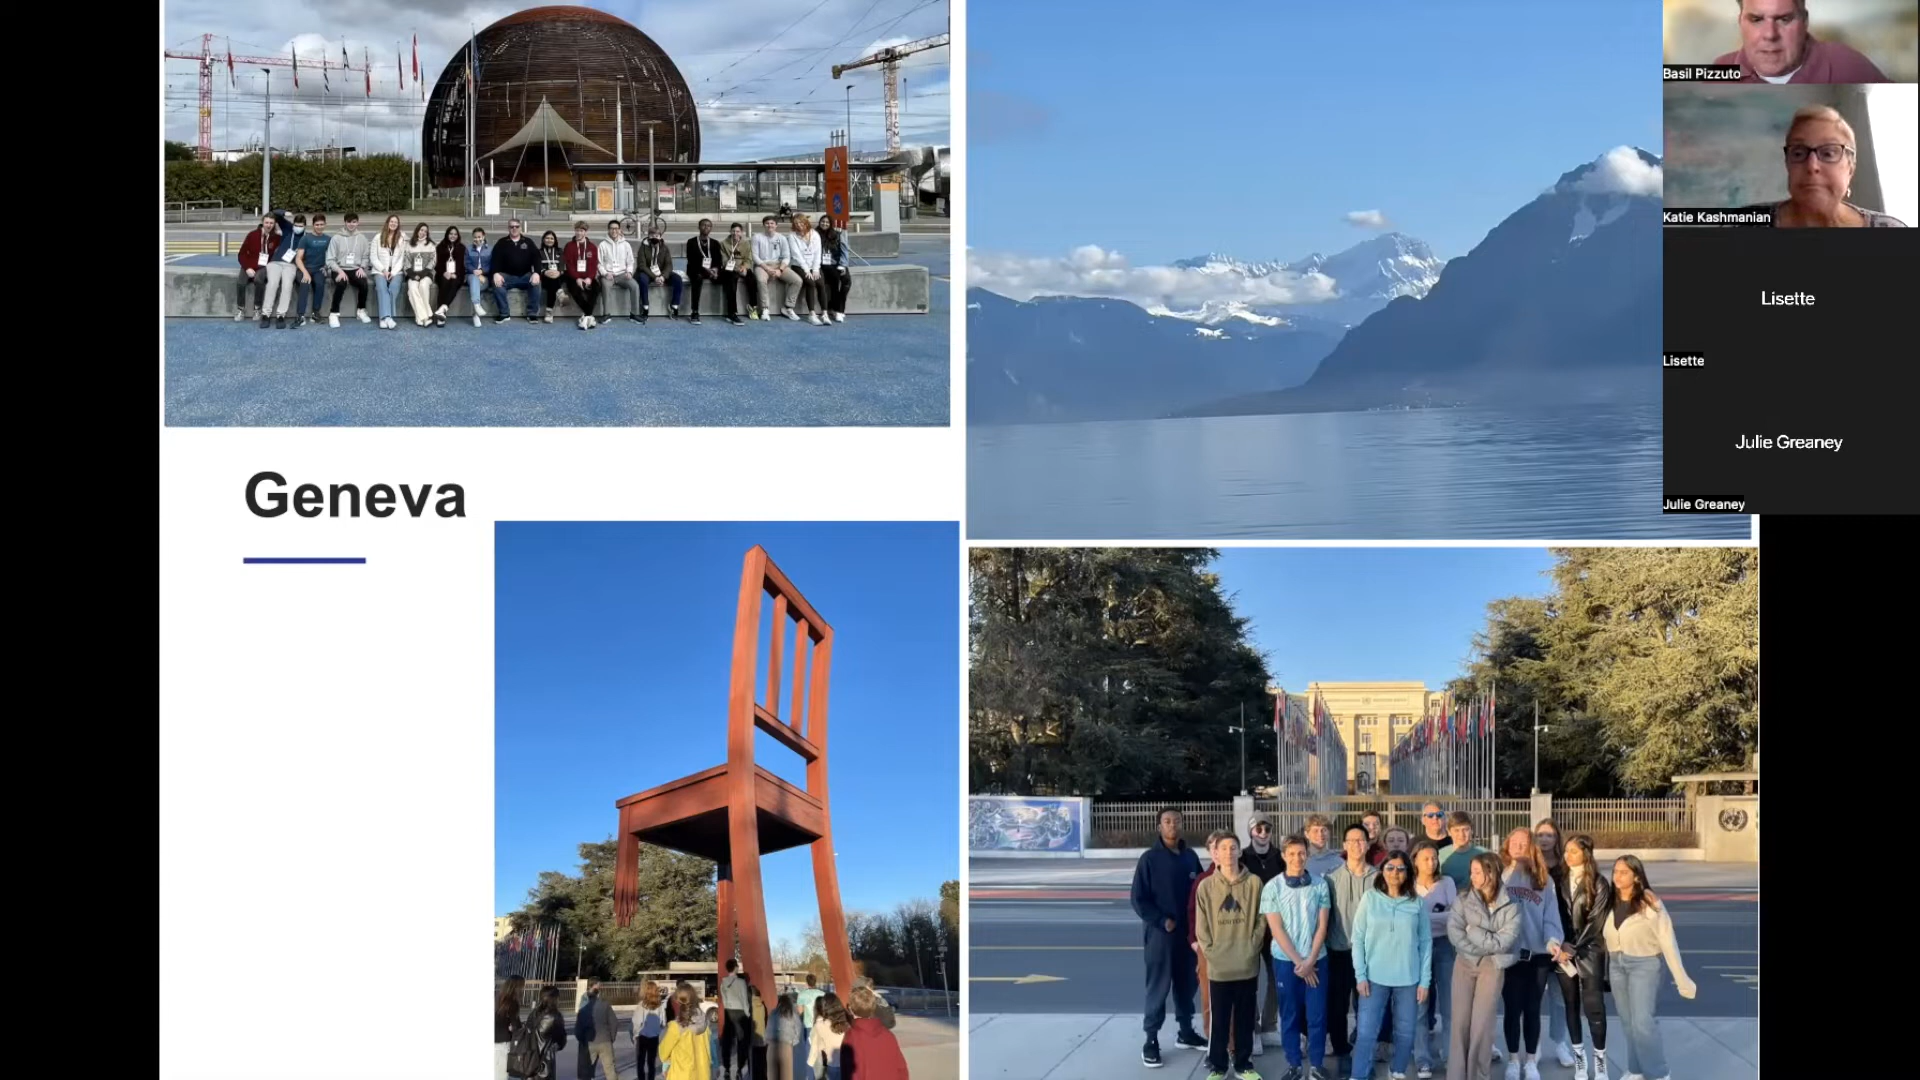 Geneva
Basil Pizzuto
Katie Kashmanian
Lisette
Lisette
Julie Greaney
Julie Greaney